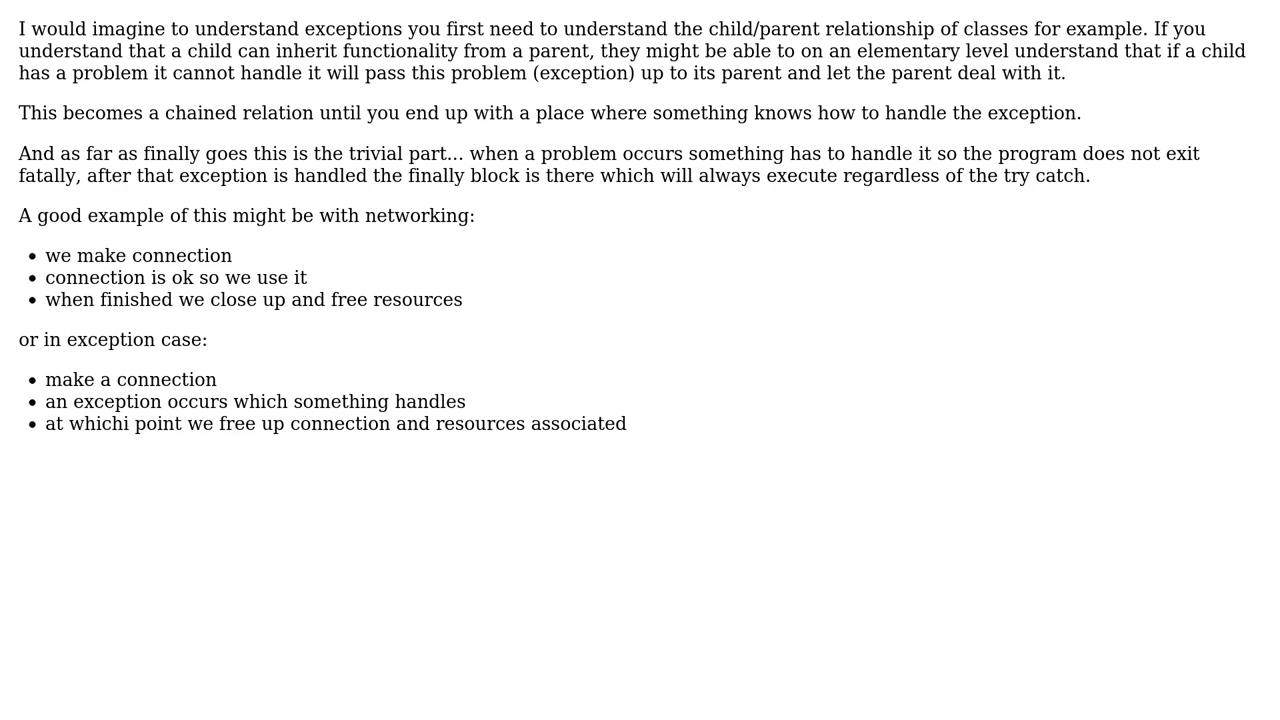 I would imagine to understand exceptions you first need to understand the child/parent relationship of classes for example. If you
understand that a child can inherit functionality from a parent, they might be able to on an elementary level understand that if a child
has a problem it cannot handle it will pass this problem (exception) up to its parent and let the parent deal with it.
This becomes a chained relation until you end up with a place where something knows how to handle the exception.
And as far as finally goes this is the trivial part... when a problem occurs something has to handle it so the program does not exit
fatally, after that exception is handled the finally block is there which will always execute regardless of the try catch.
A good example of this might be with networking:
• we make connection
• connection is ok so we use it
• when finished we close up and free resources
or in exception case:
• make a connection
• an exception occurs which something handles
• at whichi point we free up connection and resources associated